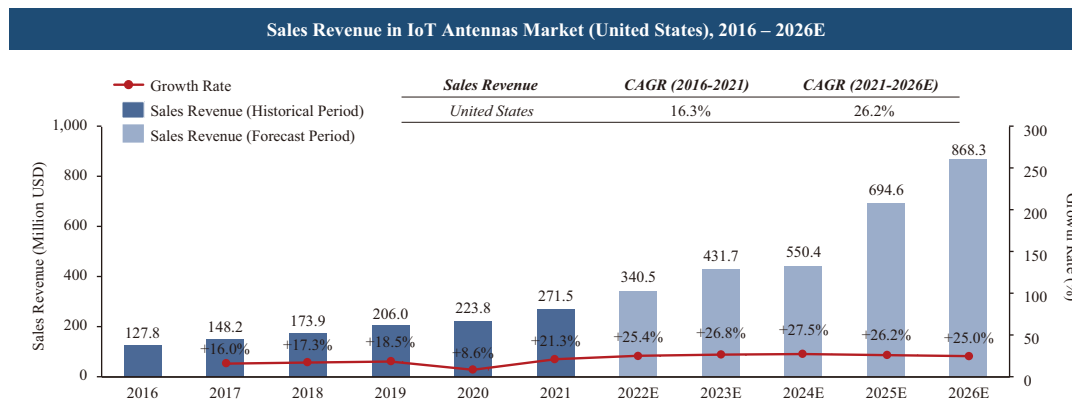 Sales Revenue in IoT Antennas Market (United States), 2016 – 2026E
Growth Rate
Sales Revenue (Historical Period)
Sales Revenue (Forecast Period)
Sales Revenue CAGR (2016-2021) CAGR (2021-2026E)
United States 16.3% 26.2%
Sales Revenue (Million USD)
1,000
800
600
400
200
0
127.8 148.2 173.9 206.0 223.8 271.5 340.5 431.7 550.4 694.6 868.3
+16.0% +17.3% +18.5% +8.6% +21.3% +25.4% +26.8% +27.5% +26.2% +25.0%
2016 2017 2018 2019 2020 2021 2022E 2023E 2024E 2025E 2026E
300
250
200
150
100
50
0
Growth Rate (%)